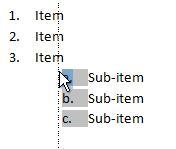 1. Item
2. Item
3. Item
a. Sub-item
b. Sub-item
c. Sub-item